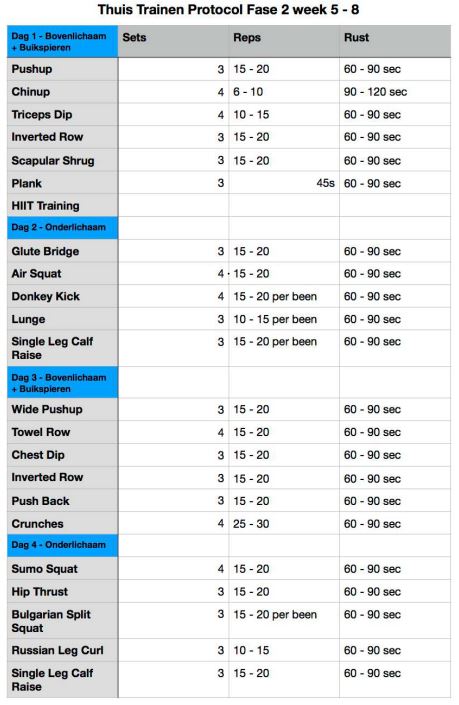 Thuis Trainen Protocol Fase 2 week 5 - 8
Dag 1 - Bovenlichaam + Buikspieren Sets Reps Rust
Pushup 3 15 - 20 60 - 90 sec
Chinup 4 6 - 10 90 - 120 sec
Triceps Dip 4 10 - 15 60 - 90 sec
Inverted Row 3 15 - 20 60 - 90 sec
Scapular Shrug 3 15 - 20 60 - 90 sec
Plank 3 45s 60 - 90 sec
HIIT Training
Dag 2 - Onderlichaam
Glute Bridge 3 15 - 20 60 - 90 sec
Air Squat 4 15 - 20 60 - 90 sec
Donkey Kick 4 15 - 20 per been 60 - 90 sec
Lunge 3 10 - 15 per been 60 - 90 sec
Single Leg Calf Raise 3 15 - 20 per been 60 - 90 sec
Dag 3 - Bovenlichaam + Buikspieren
Wide Pushup 3 15 - 20 60 - 90 sec
Towel Row 4 15 - 20 60 - 90 sec
Chest Dip 3 15 - 20 60 - 90 sec
Inverted Row 3 15 - 20 60 - 90 sec
Push Back 3 15 - 20 60 - 90 sec
Crunches 4 25 - 30 60 - 90 sec
Dag 4 - Onderlichaam
Sumo Squat 4 15 - 20 60 - 90 sec
Hip Thrust 3 15 - 20 60 - 90 sec
Bulgarian Split Squat 3 15 - 20 per been 60 - 90 sec
Russian Leg Curl 3 10 - 15 60 - 90 sec
Single Leg Calf Raise 3 15 - 20 60 - 90 sec